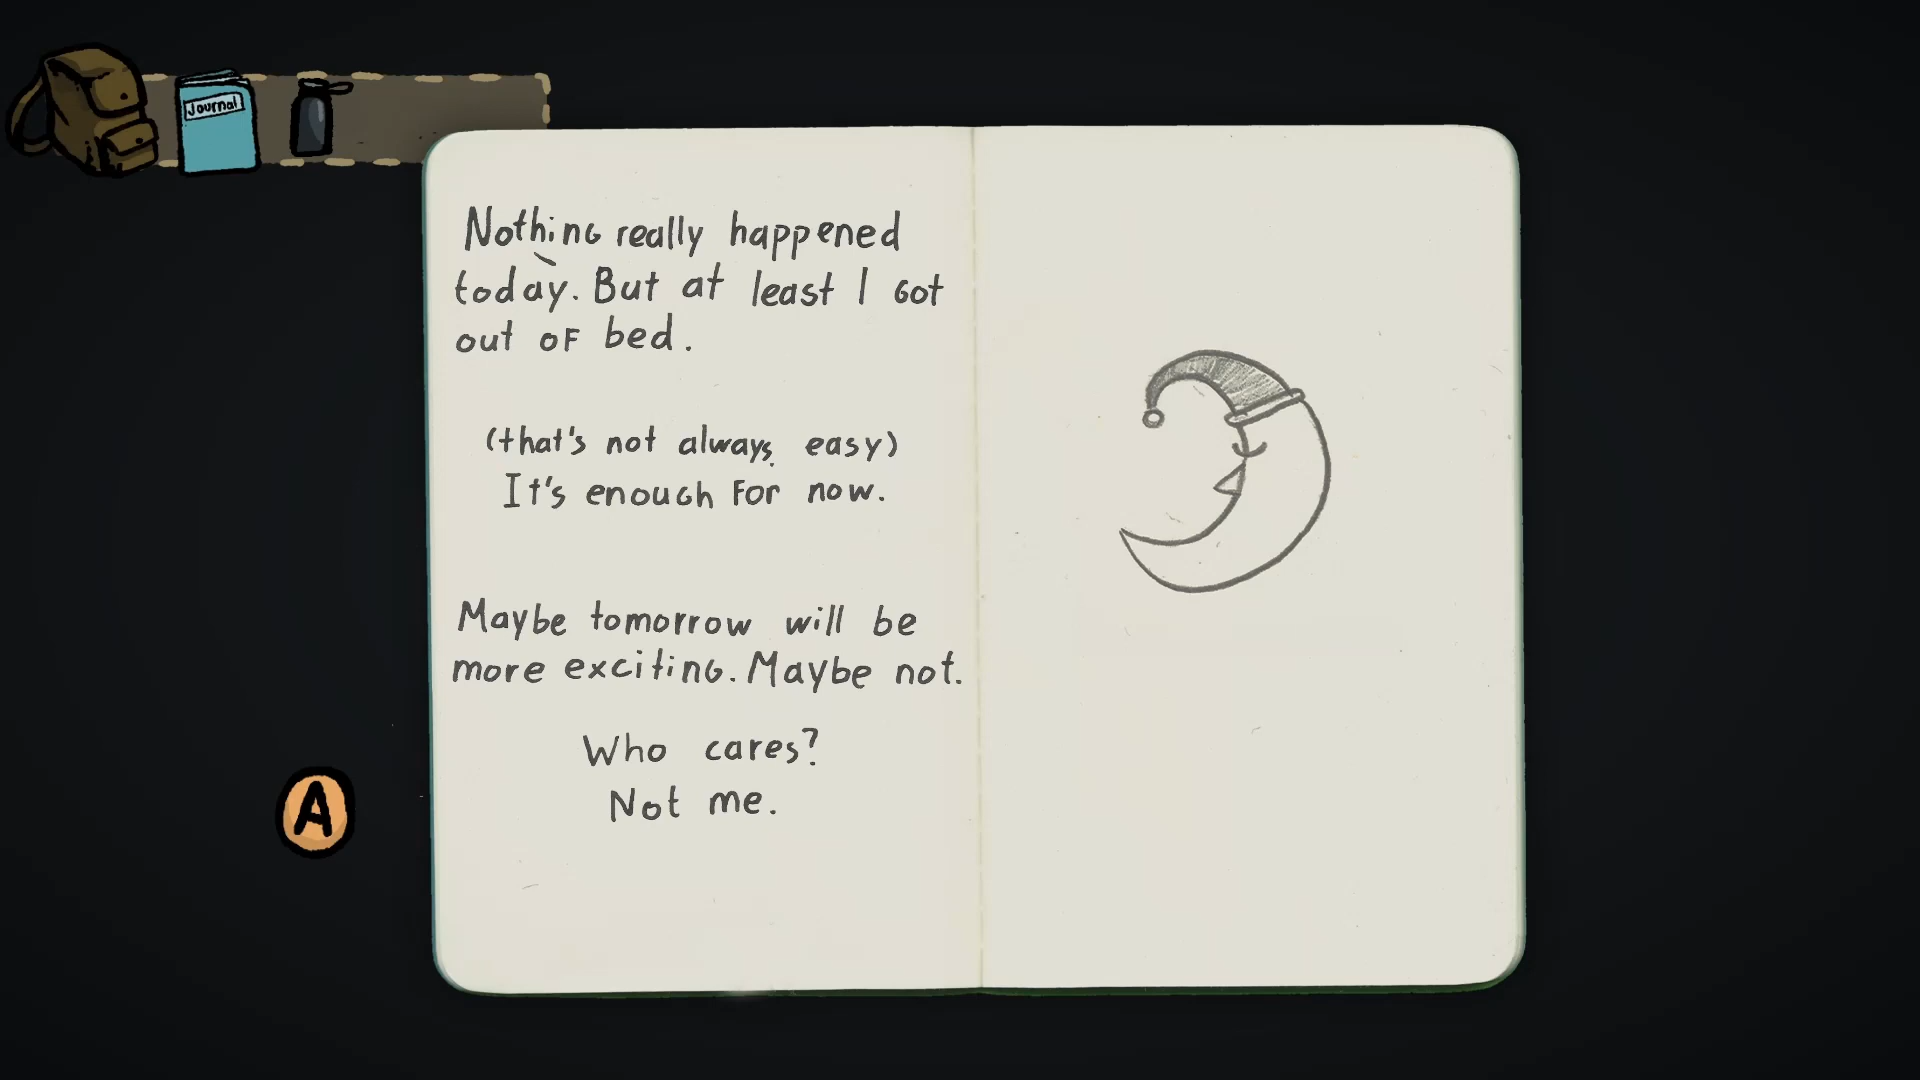 Journal
Nothing really happened
today. But at least I got
out of bed.
(that's not always easy)
It's enough for now.
Maybe tomorrow will be
more exciting. Maybe not.
Who cares?
Not me.
A